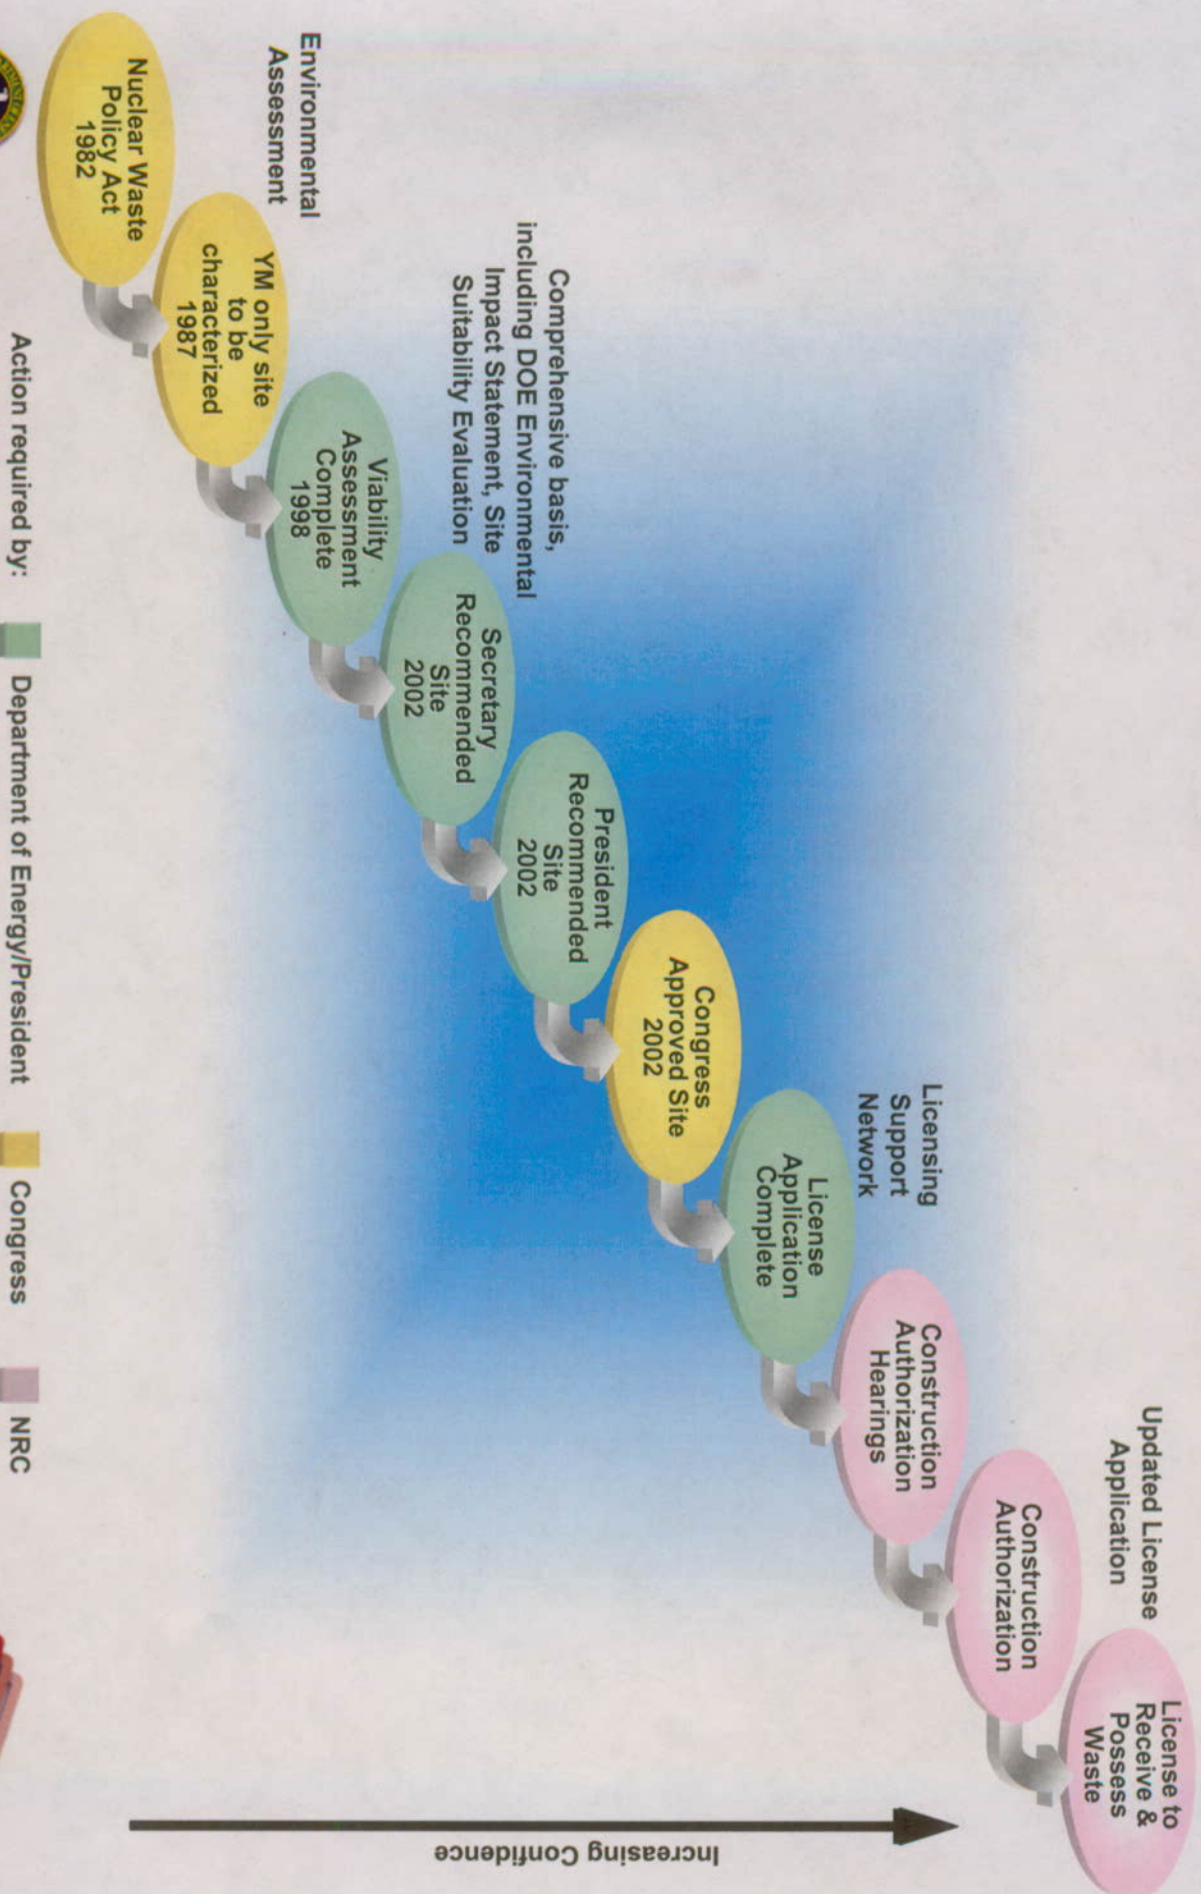 Nuclear Waste
Policy Act
1982
Environmental
Assessment
YM only site
to be
characterized
1987
Viability
Assessment
Complete
1998
Comprehensive basis,
including DOE Environmental
Impact Statement, Site
Suitability Evaluation
Secretary
Recommended
Site
2002
President
Recommended
Site
2002
Congress
Approved Site
2002
License
Application
Complete
Licensing
Support
Network
Construction
Authorization
Hearings
Construction
Authorization
Updated License
Application
License to
Receive &
Possess
Waste
Increasing Confidence
Action required by:
Department of Energy/President
Congress
NRC